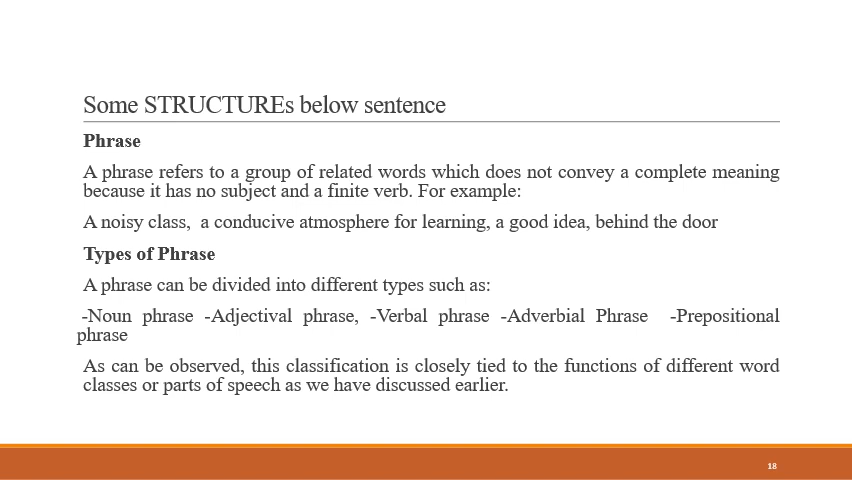 Some STRUCTUREs below sentence
Phrase
A phrase refers to a group of related words which does not convey a complete meaning
because it has no subject and a finite verb. For example:
A noisy class,  a conducive atmosphere for learning, a good idea, behind the door
Types of Phrase
A phrase can be divided into different types such as:
-Noun phrase -Adjectival phrase, -Verbal phrase -Adverbial Phrase  -Prepositional
phrase
As can be observed, this classification is closely tied to the functions of different word
classes or parts of speech as we have discussed earlier.
18